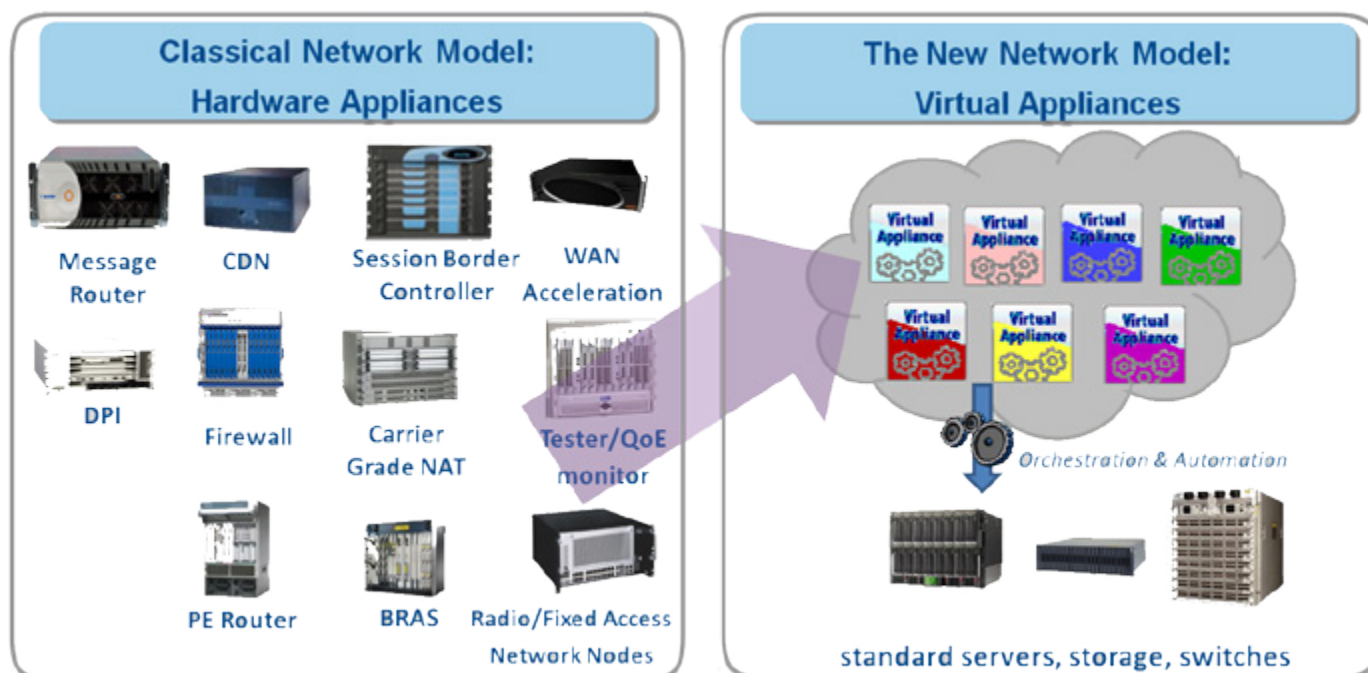 Classical Network Model:
Hardware Appliances
Message
Router
CDN
Session Border
Controller
WAN
Acceleration
DPI
Firewall
Carrier
Grade NAT
Tester/QoE
monitor
PE Router
BRAS
Radio/Fixed Access
Network Nodes
The New Network Model:
Virtual Appliances
Virtual
Appliance
Virtual
Appliance
Virtual
Appliance
Virtual
Appliance
Virtual
Appliance
Virtual
Appliance
Virtual
Appliance
Orchestration & Automation
standard servers, storage, switches